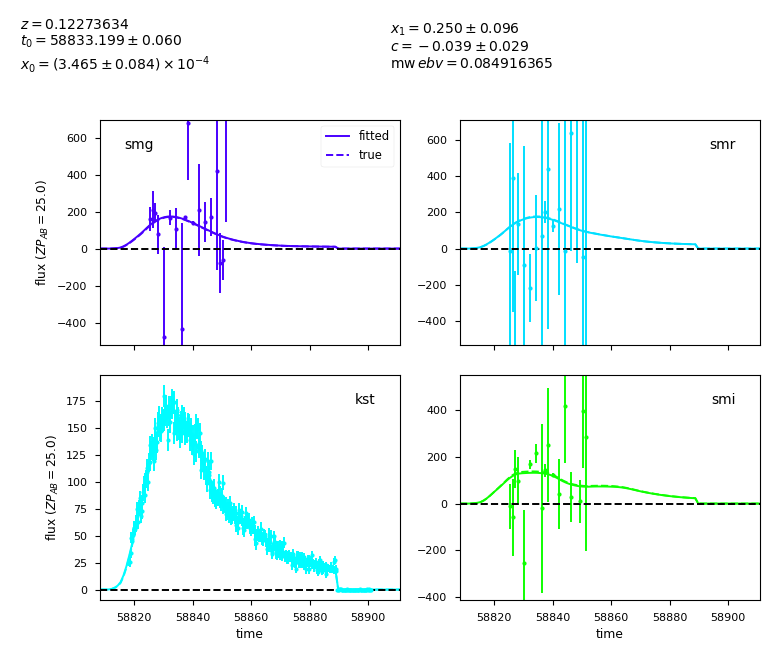 z = 0.12273634
t₀ = 58833.199 ± 0.060
x₀ = (3.465 ± 0.084) × 10⁻⁴
x₁ = 0.250 ± 0.096
c = −0.039 ± 0.029
mw ebv = 0.084916365
600
400
200
0
−200
−400
flux (ZP_AB = 25.0)
smg
fitted
true
600
400
200
0
−200
−400
smr
175
150
125
100
75
50
25
0
flux (ZP_AB = 25.0)
kst
58820 58840 58860 58880 58900
time
400
200
0
−200
−400
smi
58820 58840 58860 58880 58900
time